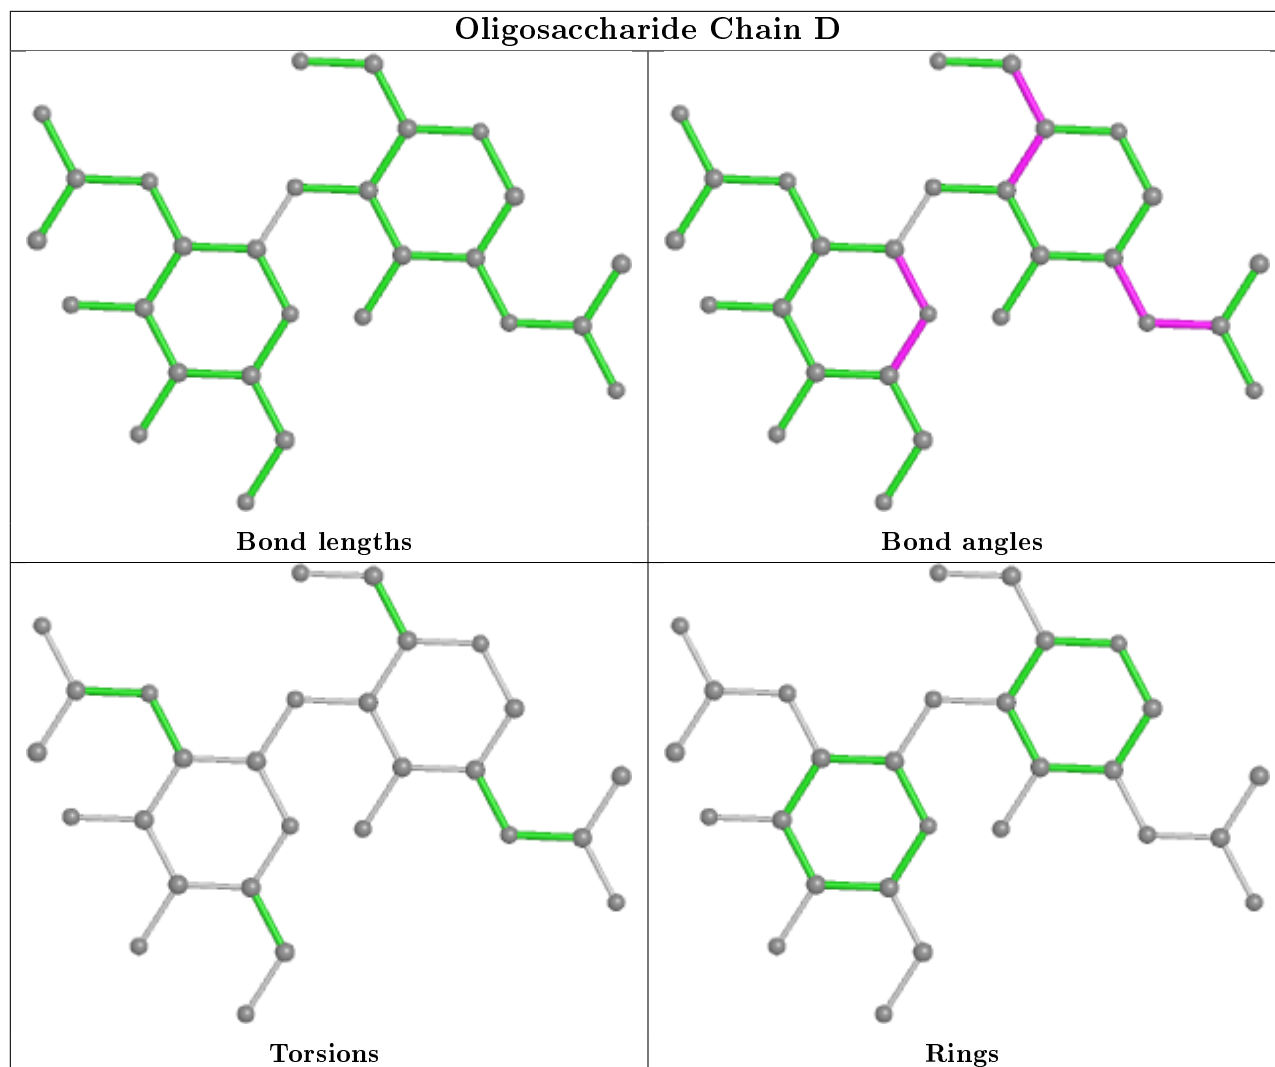 Oligosaccharide Chain D
Bond lengths
Bond angles
Torsions
Rings